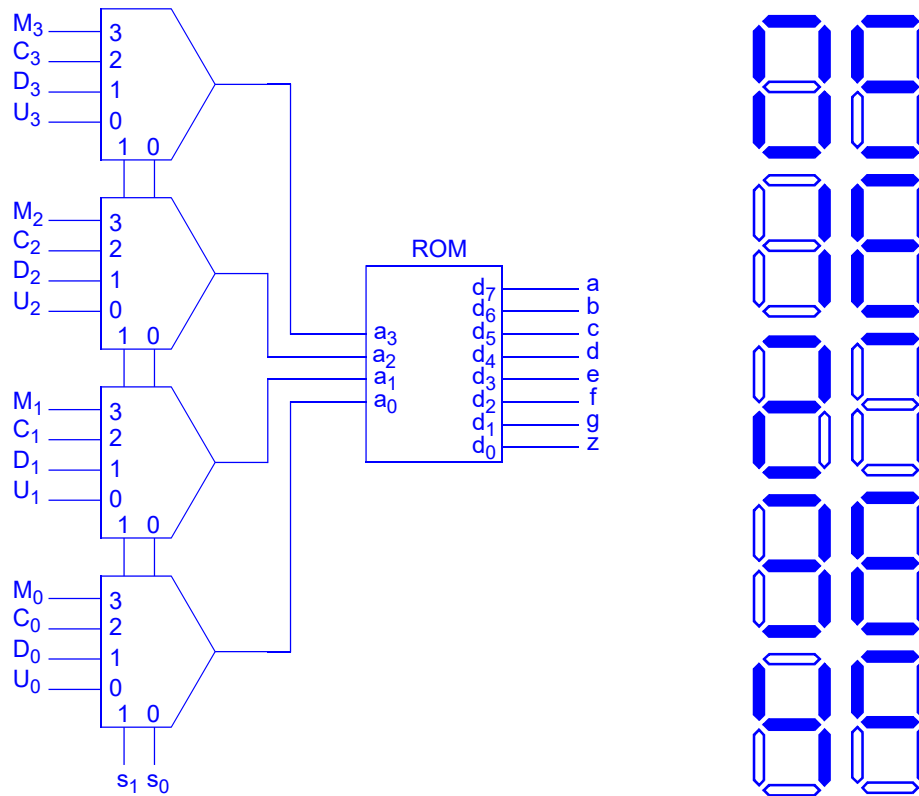 M3 3
C3 2
D3 1
U3 0
1 0
M2 3
C2 2
D2 1
U2 0
1 0
M1 3
C1 2
D1 1
U1 0
1 0
M0 3
C0 2
D0 1
U0 0
1 0
s1 s0
ROM
a3
a2
a1
a0
d7 a
d6 b
d5 c
d4 d
d3 e
d2 f
d1 g
d0 z